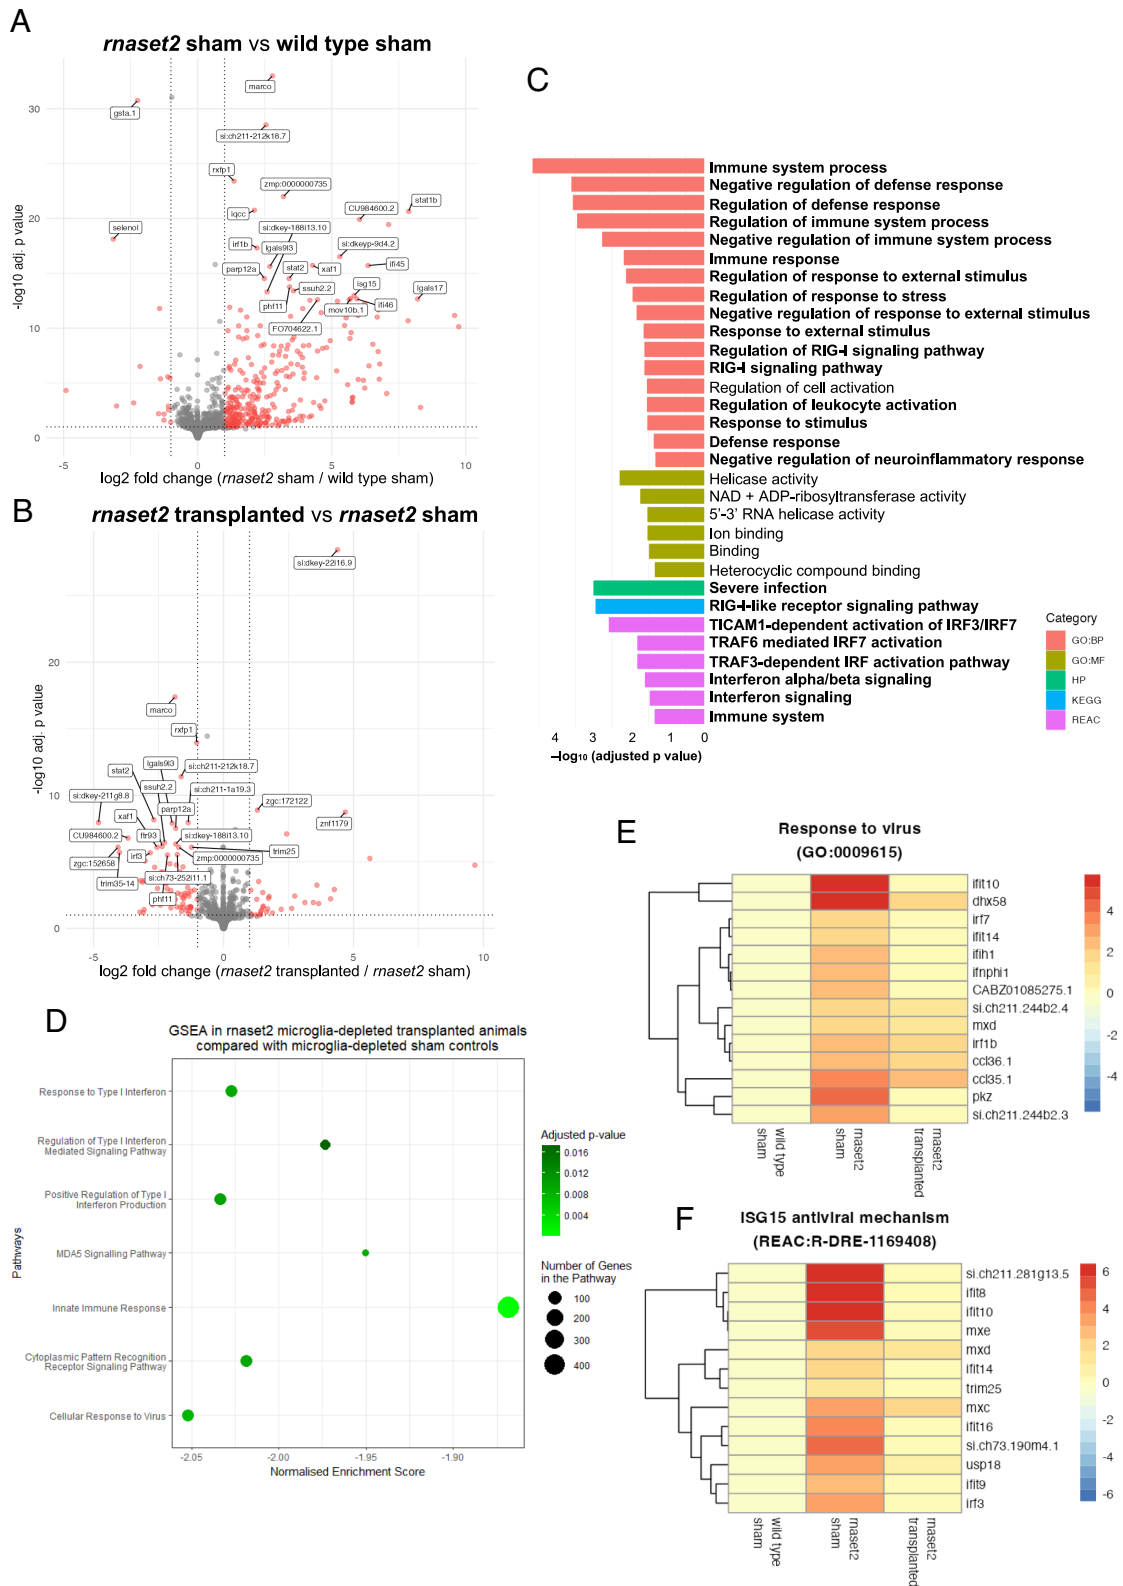 A
rnaset2 sham vs wild type sham
marco
gsta.1
si:ch211-212k18.7
rxfp1
zmp:0000000735
stat1b
iqcc
CU984600.2
selenol
si:dkey-188i13.10
irf1b
lgals9l3
si:dkeyp-9d4.2
parp12a
stat2
xaf1
ifi45
isg15
phf11
ssuh2.2
lgals17
mov10b.1
ifi46
FO704622.1
-log10 adj. p value
30
20
10
0
-5
0
5
10
log2 fold change (rnaset2 sham / wild type sham)
B
rnaset2 transplanted vs rnaset2 sham
si:dkey-22i16.9
marco
rxfp1
lgals9l3
si:ch211-212k18.7
stat2
ssuh2.2
si:ch211-1a19.3
si:dkey-211g8.8
parp12a
zgc:172122
xaf1
znf1179
CU984600.2
ftr93
si:dkey-188i13.10
zgc:152658
irf3
trim25
zmp:0000000735
trim35-14
si:ch73-252i11.1
phf11
-log10 adj. p value
20
10
0
-5
0
5
10
log2 fold change (rnaset2 transplanted / rnaset2 sham)
C
Immune system process
Negative regulation of defense response
Regulation of defense response
Regulation of immune system process
Negative regulation of immune system process
Immune response
Regulation of response to external stimulus
Regulation of response to stress
Negative regulation of response to external stimulus
Response to external stimulus
Regulation of RIG-I signaling pathway
RIG-I signaling pathway
Regulation of cell activation
Regulation of leukocyte activation
Response to stimulus
Defense response
Negative regulation of neuroinflammatory response
Helicase activity
NAD + ADP-ribosyltransferase activity
5'-3' RNA helicase activity
Ion binding
Binding
Heterocyclic compound binding
Severe infection
RIG-I-like receptor signaling pathway
TICAM1-dependent activation of IRF3/IRF7
TRAF6 mediated IRF7 activation
TRAF3-dependent IRF activation pathway
Interferon alpha/beta signaling
Interferon signaling
Immune system
4 3 2 1 0
−log₁₀ (adjusted p value)
Category
GO:BP
GO:MF
HP
KEGG
REAC
D
GSEA in rnaset2 microglia-depleted transplanted animals
compared with microglia-depleted sham controls
Pathways
Response to Type I Interferon
Regulation of Type I Interferon
Mediated Signaling Pathway
Positive Regulation of Type I
Interferon Production
MDA5 Signalling Pathway
Innate Immune Response
Cytoplasmic Pattern Recognition
Receptor Signaling Pathway
Cellular Response to Virus
-2.05
-2.00
-1.95
-1.90
Normalised Enrichment Score
Adjusted p-value
0.016
0.012
0.008
0.004
Number of Genes
in the Pathway
100
200
300
400
E
Response to virus
(GO:0009615)
ifit10
dhx58
irf7
ifit14
ifih1
ifnphi1
CABZ01085275.1
si.ch211.244b2.4
mxd
irf1b
ccl36.1
ccl35.1
pkz
si.ch211.244b2.3
wild type
sham
rnaset2
sham
rnaset2
transplanted
4
2
0
-2
-4
F
ISG15 antiviral mechanism
(REAC:R-DRE-1169408)
si.ch211.281g13.5
ifit8
ifit10
mxe
mxd
ifit14
trim25
mxc
ifit16
si.ch73.190m4.1
usp18
ifit9
irf3
wild type
sham
rnaset2
sham
rnaset2
transplanted
6
4
2
0
-2
-4
-6